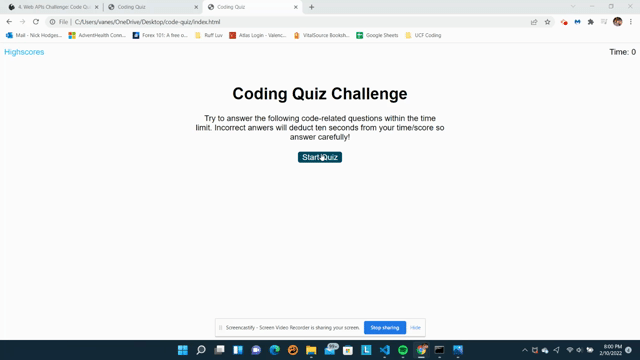 4. Web APIs Challenge: Code Qu
Coding Quiz
Coding Quiz
File
C:/Users/vanes/OneDrive/Desktop/code-quiz/index.html
Mail - Nick Hodges...
AdventHealth Conn...
Forex 101: A free o...
Ruff Luv
Atlas Login - Valenc...
VitalSource Booksh...
Google Sheets
UCF Coding
Highscores
Time: 0
Coding Quiz Challenge
Try to answer the following code-related questions within the time
limit. Incorrect anwers will deduct ten seconds from your time/score so
answer carefully!
Start Quiz
Screencastify - Screen Video Recorder is sharing your screen.
Stop sharing
Hide
99+
8:00 PM
2/10/2022